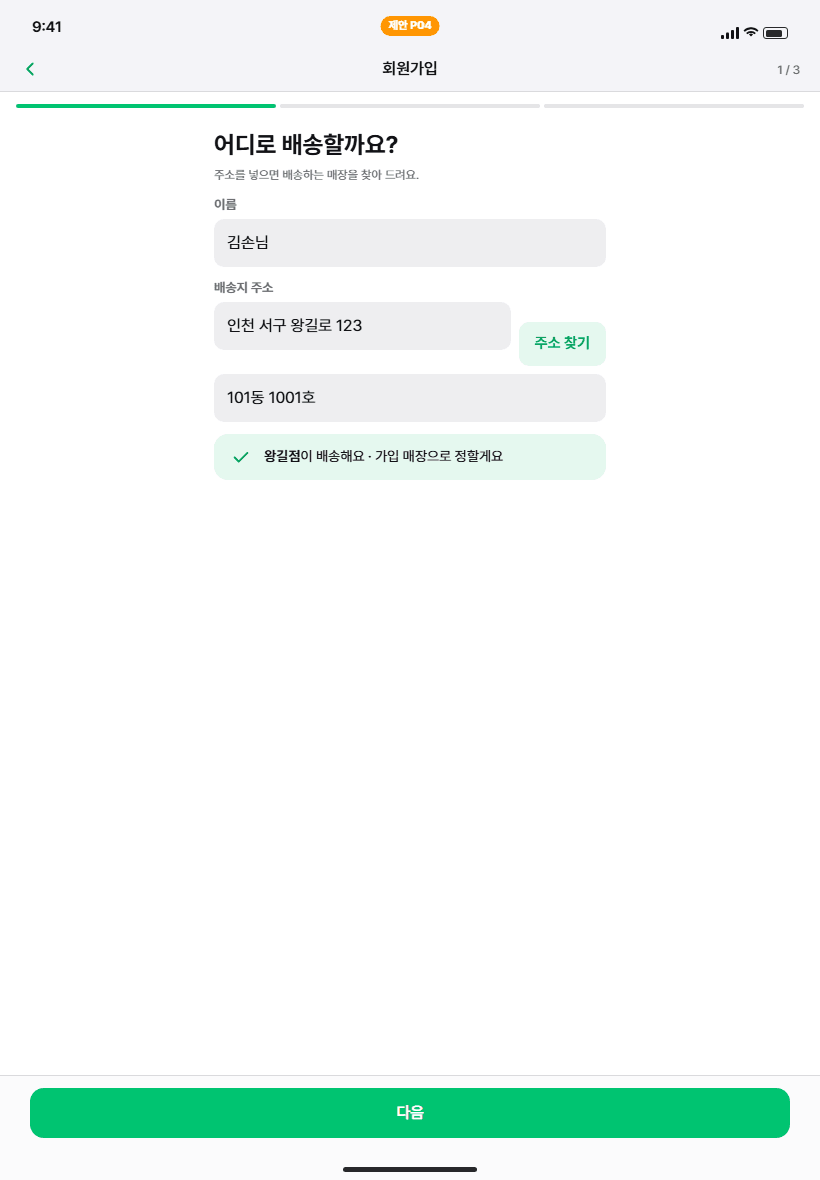 9:41
제안 P04
회원가입
1 / 3
어디로 배송할까요?
주소를 넣으면 배송하는 매장을 찾아 드려요.
이름
김손님
배송지 주소
인천 서구 왕길로 123
주소 찾기
101동 1001호
왕길점이 배송해요 · 가입 매장으로 정할게요
다음